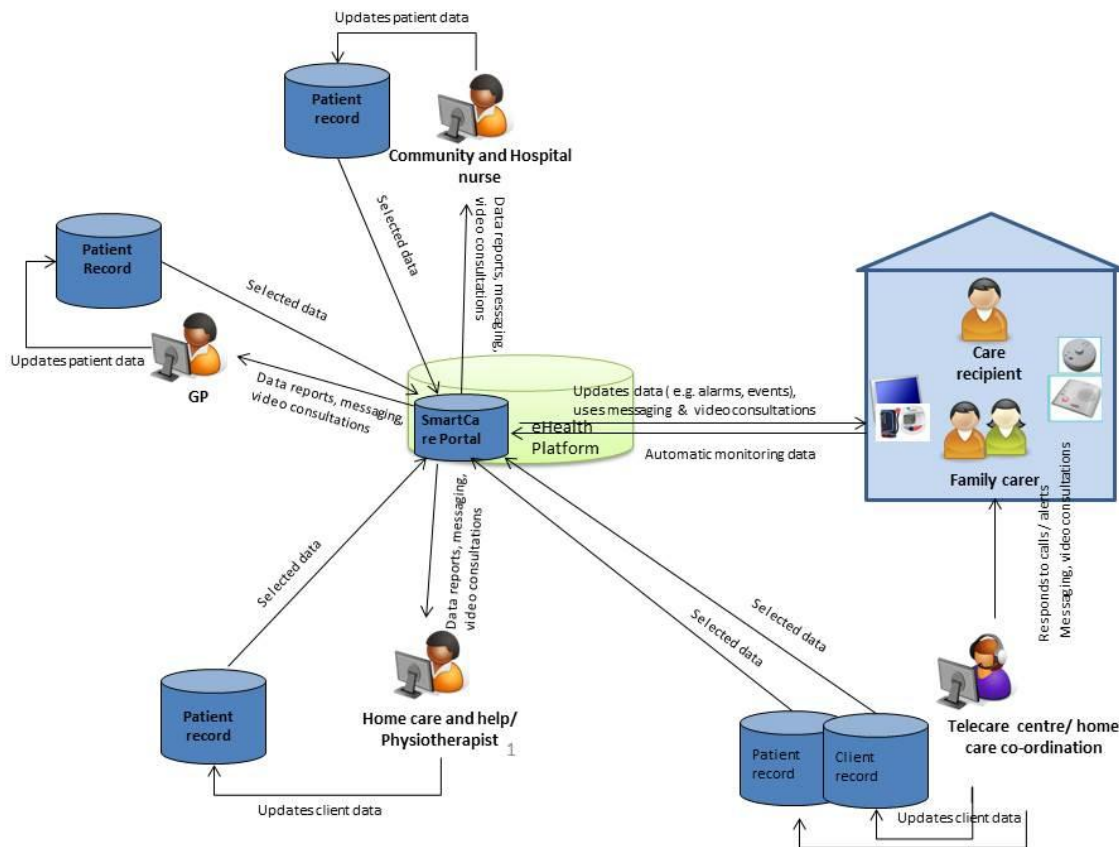 Updates patient data
Patient
record
Community and Hospital
nurse
Selected data
Data reports, messaging,
video consultations
Patient
Record
Selected data
Updates patient data
GP
Data reports, messaging,
video consultations
SmartCa
re Portal
eHealth
Platform
Updates data ( e.g. alarms, events),
uses messaging & video consultations
Automatic monitoring data
Care
recipient
Family carer
Responds to calls / alerts
Messaging, video consultations
Data reports, messaging,
video consultations
Selected data
Selected data
Selected data
Patient
record
Home care and help/
Physiotherapist
1
Updates client data
Patient
record
Client
record
Telecare centre/ home
care co-ordination
Updates client data